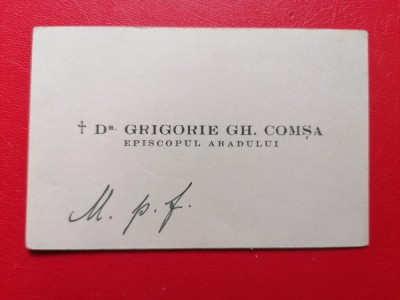 † Dr. GRIGORIE GH. COMȘA
EPISCOPUL ARADULUI
M. p. f.